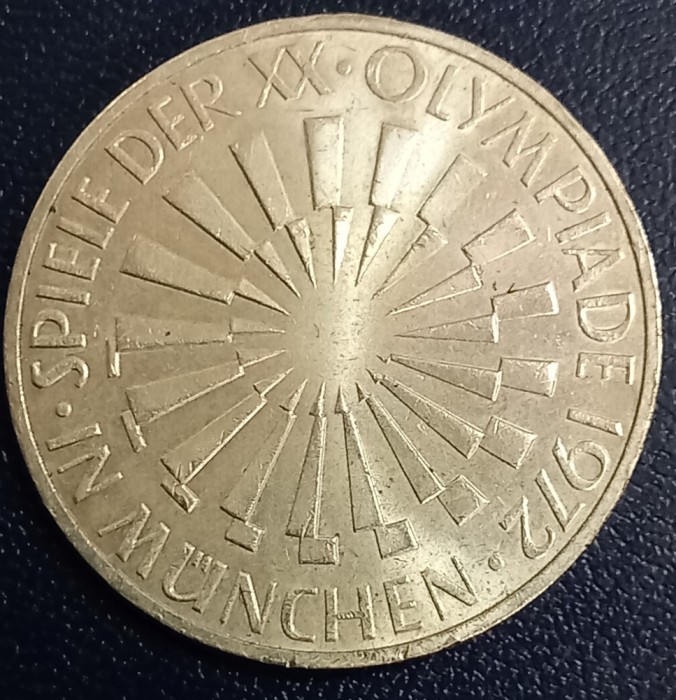 SPIELE DER XX · OLYMPIADE 1972 · IN MÜNCHEN ·